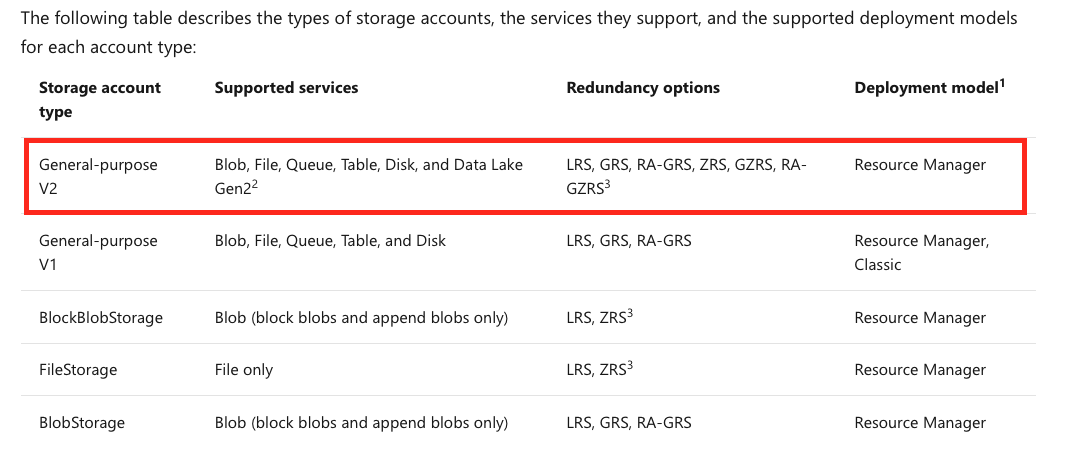 The following table describes the types of storage accounts, the services they support, and the supported deployment models
for each account type:
Storage account type Supported services Redundancy options Deployment model¹
General-purpose V2 Blob, File, Queue, Table, Disk, and Data Lake Gen2² LRS, GRS, RA-GRS, ZRS, GZRS, RA-GZRS³ Resource Manager
General-purpose V1 Blob, File, Queue, Table, and Disk LRS, GRS, RA-GRS Resource Manager, Classic
BlockBlobStorage Blob (block blobs and append blobs only) LRS, ZRS³ Resource Manager
FileStorage File only LRS, ZRS³ Resource Manager
BlobStorage Blob (block blobs and append blobs only) LRS, GRS, RA-GRS Resource Manager